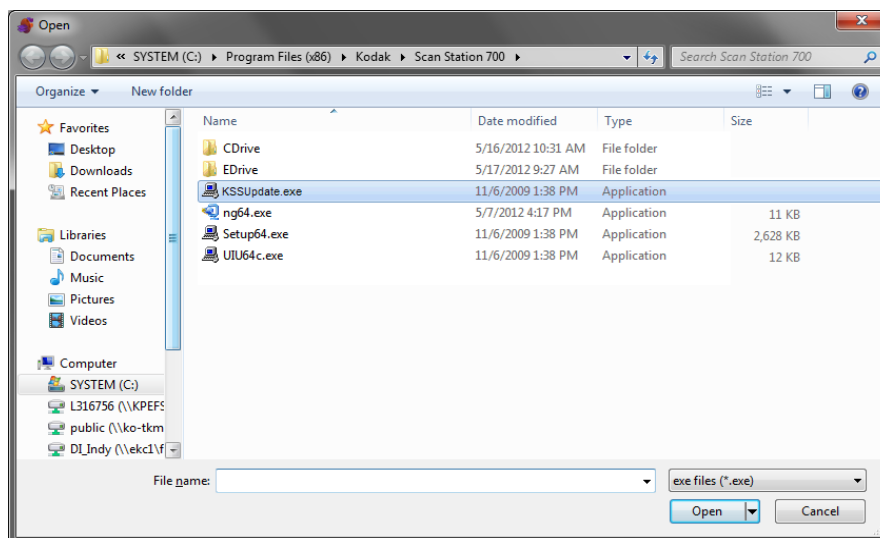 Open
« SYSTEM (C:) Program Files (x86) Kodak Scan Station 700
Search Scan Station 700
Organize New folder
Favorites
Desktop
Downloads
Recent Places
Libraries
Documents
Music
Pictures
Videos
Computer
SYSTEM (C:)
L316756 (\\KPEFS
public (\\ko-tkm
DI_Indy (\\ekc1\f
Name Date modified Type Size
CDrive 5/16/2012 10:31 AM File folder
EDrive 5/17/2012 9:27 AM File folder
KSSUpdate.exe 11/6/2009 1:38 PM Application
ng64.exe 5/7/2012 4:17 PM Application 11 KB
Setup64.exe 11/6/2009 1:38 PM Application 2,628 KB
UIU64c.exe 11/6/2009 1:38 PM Application 12 KB
File name:
exe files (*.exe)
Open Cancel